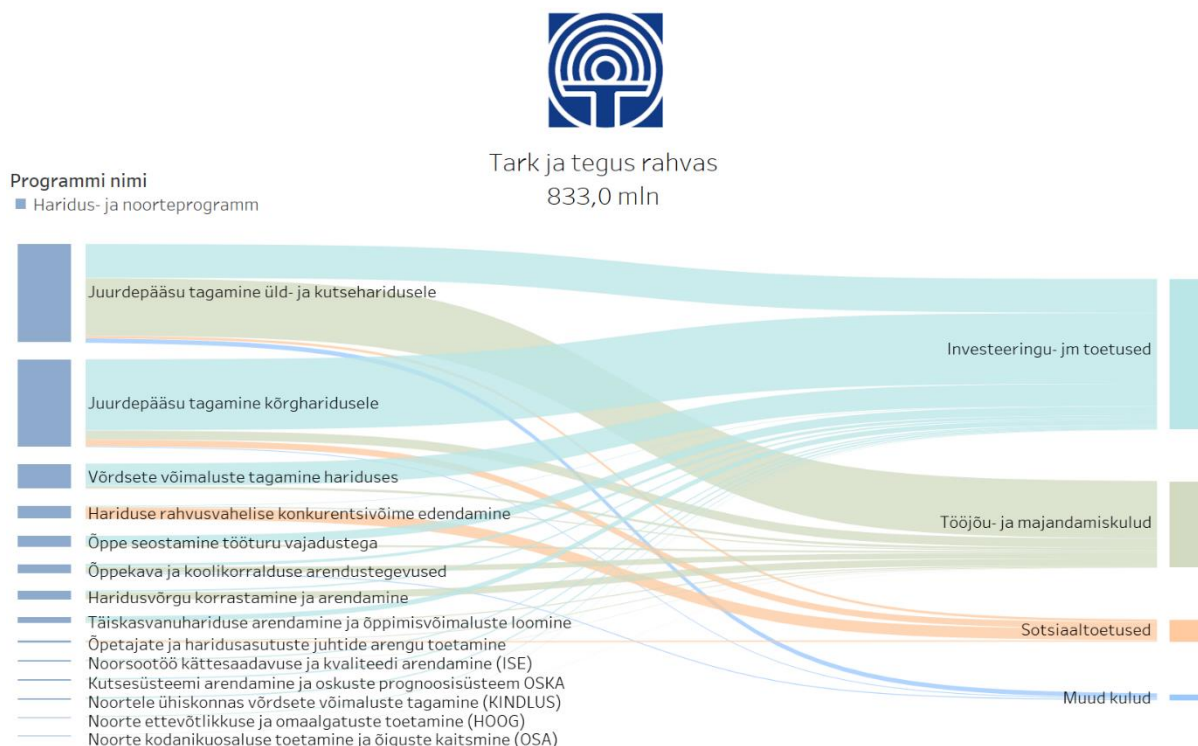 Tark ja tegus rahvas
833,0 mln
Programmi nimi
Haridus- ja noorteprogramm
Juurdepääsu tagamine üld- ja kutseharidusele
Juurdepääsu tagamine kõrgharidusele
Võrdsete võimaluste tagamine hariduses
Hariduse rahvusvahelise konkurentsivõime edendamine
Õppe seostamine tööturu vajadustega
Õppekava ja koolikorralduse arendustegevused
Haridusvõrgu korrastamine ja arendamine
Täiskasvanuhariduse arendamine ja õppimisvõimaluste loomine
Õpetajate ja haridusasutuste juhtide arengu toetamine
Noorsootöö kättesaadavuse ja kvaliteedi arendamine (ISE)
Kutsesüsteemi arendamine ja oskuste prognoosisüsteem OSKA
Noortele ühiskonnas võrdsete võimaluste tagamine (KINDLUS)
Noorte ettevõtlikkuse ja omaalgatuste toetamine (HOOG)
Noorte kodanikuosaluse toetamine ja õiguste kaitsmine (OSA)
Investeeringu- jm toetused
Tööjõu- ja majandamiskulud
Sotsiaaltoetused
Muud kulud